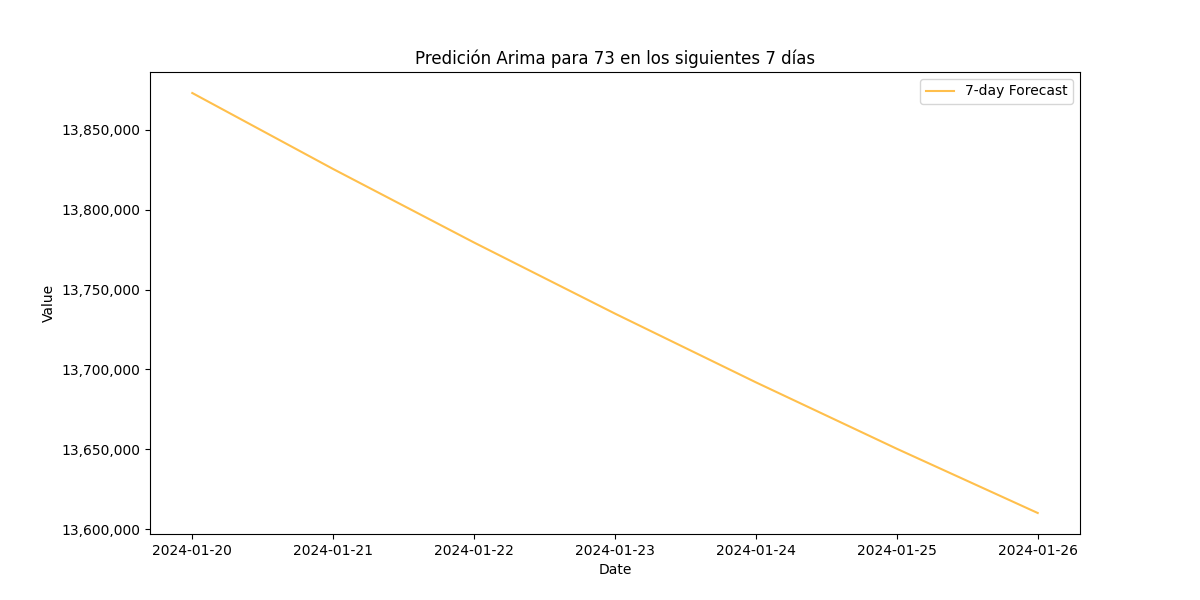 Predición Arima para 73 en los siguientes 7 días
7-day Forecast
13,850,000
13,800,000
13,750,000
13,700,000
13,650,000
13,600,000
Value
2024-01-20 2024-01-21 2024-01-22 2024-01-23 2024-01-24 2024-01-25 2024-01-26
Date